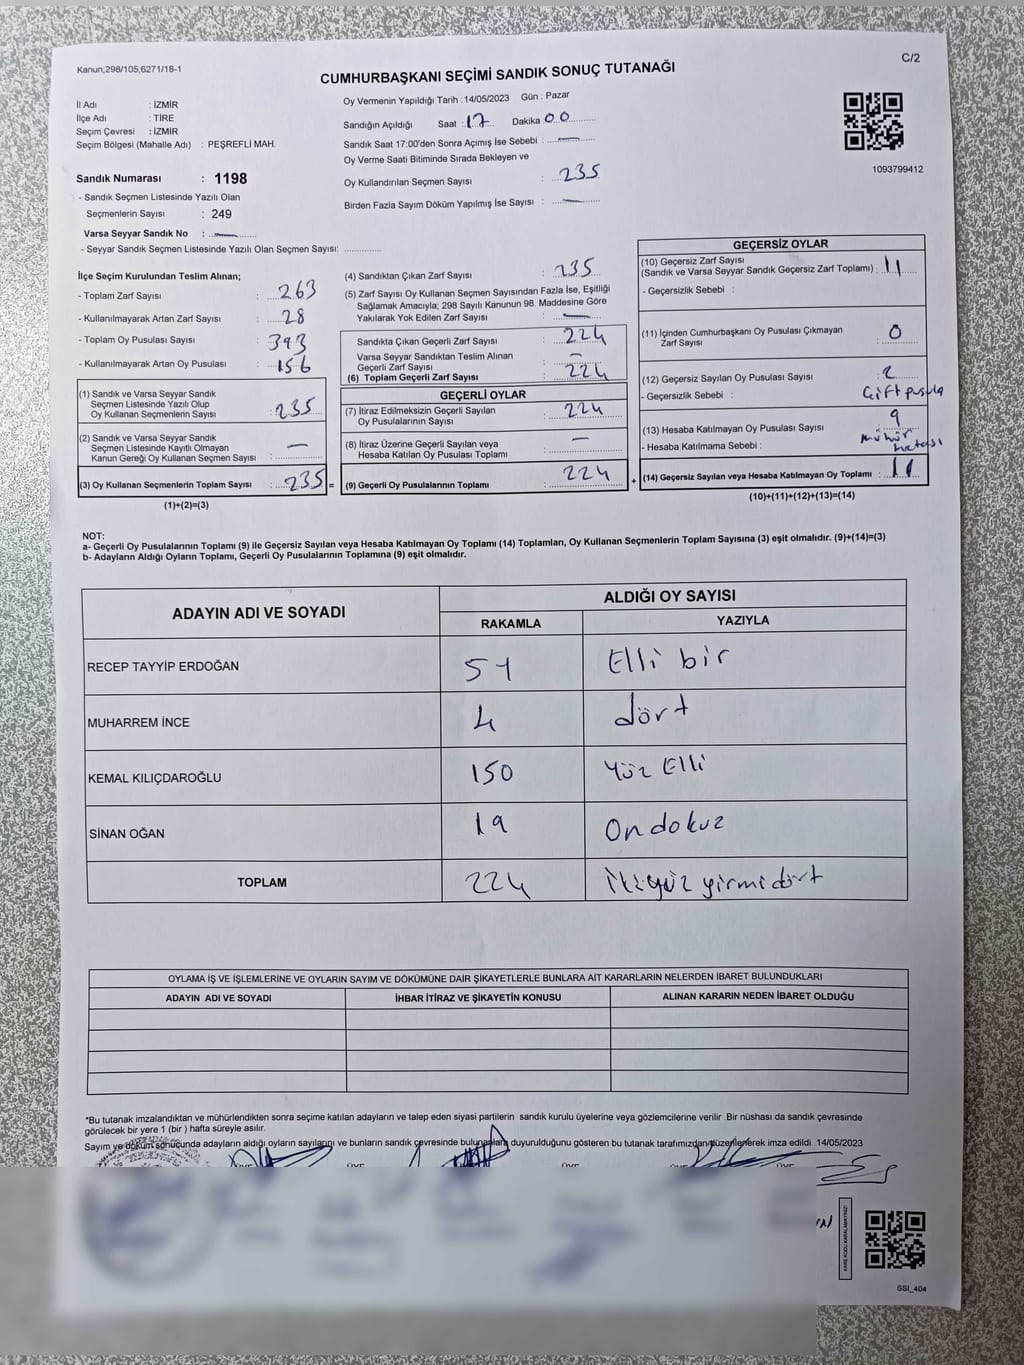 Kanun;298/105;6271/18-1
C/2
CUMHURBAŞKANI SEÇİMİ SANDIK SONUÇ TUTANAĞI
İl Adı : İZMİR
İlçe Adı : TİRE
Seçim Çevresi : İZMİR
Seçim Bölgesi (Mahalle Adı) : PEŞREFLİ MAH.
Sandık Numarası : 1198
- Sandık Seçmen Listesinde Yazılı Olan
Seçmenlerin Sayısı : 249
Varsa Seyyar Sandık No : —
- Seyyar Sandık Seçmen Listesinde Yazılı Olan Seçmen Sayısı: ..............
Oy Vermenin Yapıldığı Tarih : 14/05/2023 Gün : Pazar
Sandığın Açıldığı Saat : 17 Dakika 00
Sandık Saat 17:00'den Sonra Açımış İse Sebebi : —
Oy Verme Saati Bitiminde Sırada Bekleyen ve
Oy Kullandırılan Seçmen Sayısı : 235
Birden Fazla Sayım Döküm Yapılmış İse Sayısı : —
1093799412
İlçe Seçim Kurulundan Teslim Alınan;
- Toplam Zarf Sayısı : 263
- Kullanılmayarak Artan Zarf Sayısı : 28
- Toplam Oy Pusulası Sayısı : 393
- Kullanılmayarak Artan Oy Pusulası : 156
(1) Sandık ve Varsa Seyyar Sandık
Seçmen Listesinde Yazılı Olup
Oy Kullanan Seçmenlerin Sayısı : 235
(2) Sandık ve Varsa Seyyar Sandık
Seçmen Listesinde Kayıtlı Olmayan
Kanun Gereği Oy Kullanan Seçmen Sayısı : —
(3) Oy Kullanan Seçmenlerin Toplam Sayısı : 235 =
(1)+(2)=(3)
(4) Sandıktan Çıkan Zarf Sayısı : 235
(5) Zarf Sayısı Oy Kullanan Seçmen Sayısından Fazla İse, Eşitliği
Sağlamak Amacıyla; 298 Sayılı Kanunun 98. Maddesine Göre
Yakılarak Yok Edilen Zarf Sayısı : —
Sandıkta Çıkan Geçerli Zarf Sayısı : 224
Varsa Seyyar Sandıktan Teslim Alınan
Geçerli Zarf Sayısı : —
(6) Toplam Geçerli Zarf Sayısı : 224
GEÇERLİ OYLAR
(7) İtiraz Edilmeksizin Geçerli Sayılan
Oy Pusulası Sayısı : 224
(8) İtiraz Üzerine Geçerli Sayılan veya
Hesaba Katılan Oy Pusulası Toplamı : —
(9) Geçerli Oy Pusulalarının Toplamı : 224 +
GEÇERSİZ OYLAR
(10) Geçersiz Zarf Sayısı
(Sandık ve Varsa Seyyar Sandık Geçersiz Zarf Toplamı) : 11
- Geçersizlik Sebebi :
(11) İçinden Cumhurbaşkanı Oy Pusulası Çıkmayan
Zarf Sayısı : 0
(12) Geçersiz Sayılan Oy Pusulası Sayısı : 2
- Geçersizlik Sebebi : Çift pusula
(13) Hesaba Katılmayan Oy Pusulası Sayısı : 9
- Hesaba Katılmama Sebebi : mühür hatası
(14) Geçersiz Sayılan veya Hesaba Katılmayan Oy Toplamı : 11
(10)+(11)+(12)+(13)=(14)
NOT:
a- Geçerli Oy Pusulalarının Toplamı (9) ile Geçersiz Sayılan veya Hesaba Katılmayan Oy Toplamı (14) Toplamları, Oy Kullanan Seçmenlerin Toplam Sayısına (3) eşit olmalıdır. (9)+(14)=(3)
b- Adayların Aldığı Oyların Toplamı, Geçerli Oy Pusulalarının Toplamına (9) eşit olmalıdır.
ADAYIN ADI VE SOYADI
ALDIĞI OY SAYISI
RAKAMLA YAZIYLA
RECEP TAYYİP ERDOĞAN 51 Elli bir
MUHARREM İNCE 4 dört
KEMAL KILIÇDAROĞLU 150 Yüz Elli
SİNAN OĞAN 19 On dokuz
TOPLAM 224 İkiyüz yirmi dört
OYLAMA İŞ VE İŞLEMLERİNE VE OYLARIN SAYIM VE DÖKÜMÜNE DAİR ŞİKAYETLERLE BUNLARA AİT KARARLARIN NELERDEN İBARET BULUNDUKLARI
ADAYIN ADI VE SOYADI İHBAR İTİRAZ VE ŞİKAYETİN KONUSU ALINAN KARARIN NEDEN İBARET OLDUĞU
*Bu tutanak imzalandıktan ve mühürlendikten sonra seçime katılan adayların ve talep eden siyasi partilerin sandık kurulu üyelerine veya gözlemcilerine verilir .Bir nüshası da sandık çevresinde
görülecek bir yere 1 (bir ) hafta süreyle asılır.
Sayım ve döküm sonucunda adayların aldığı oyların sayılarını ve bunların sandık çevresinde bulunanlara duyurulduğunu gösteren bu tutanak tarafımızdan düzenlenerek imza edildi. 14/05/2023
ÜYE ÜYE ÜYE ÜYE
KARE KODU KARALAMAYINIZ!
SSI_404